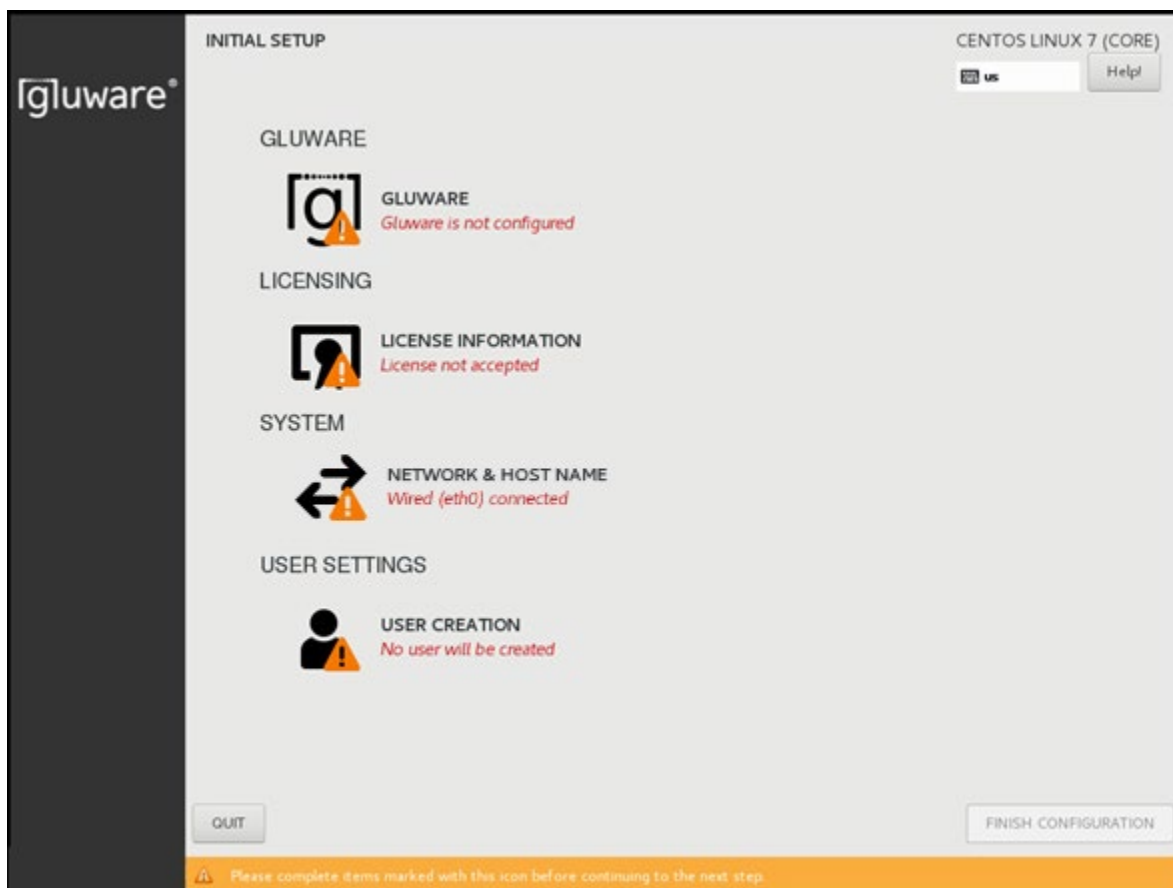 INITIAL SETUP
CENTOS LINUX 7 (CORE)
us
Help!
gluware®
GLUWARE
g
GLUWARE
Gluware is not configured
LICENSING
LICENSE INFORMATION
License not accepted
SYSTEM
NETWORK & HOST NAME
Wired (eth0) connected
USER SETTINGS
USER CREATION
No user will be created
QUIT
FINISH CONFIGURATION
Please complete items marked with this icon before continuing to the next step.